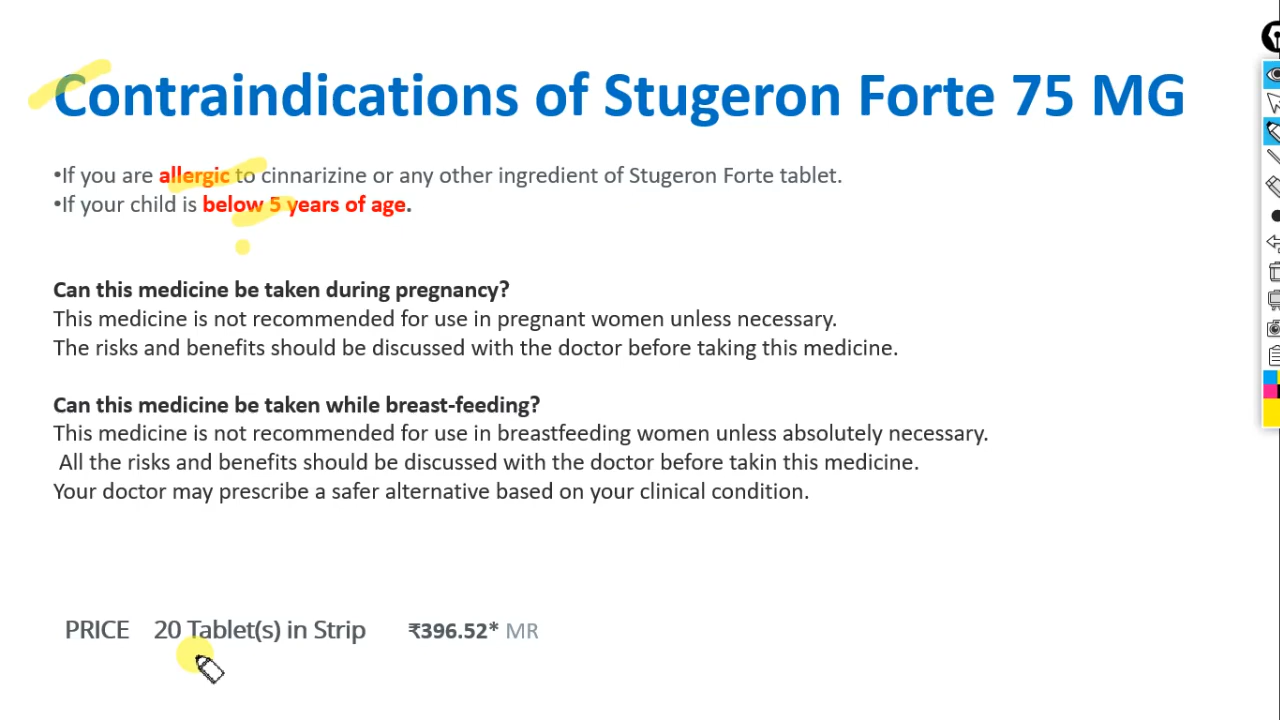 Contraindications of Stugeron Forte 75 MG
•If you are allergic to cinnarizine or any other ingredient of Stugeron Forte tablet.
•If your child is below 5 years of age.
Can this medicine be taken during pregnancy?
This medicine is not recommended for use in pregnant women unless necessary.
The risks and benefits should be discussed with the doctor before taking this medicine.
Can this medicine be taken while breast-feeding?
This medicine is not recommended for use in breastfeeding women unless absolutely necessary.
All the risks and benefits should be discussed with the doctor before takin this medicine.
Your doctor may prescribe a safer alternative based on your clinical condition.
PRICE 20 Tablet(s) in Strip ₹396.52* MR